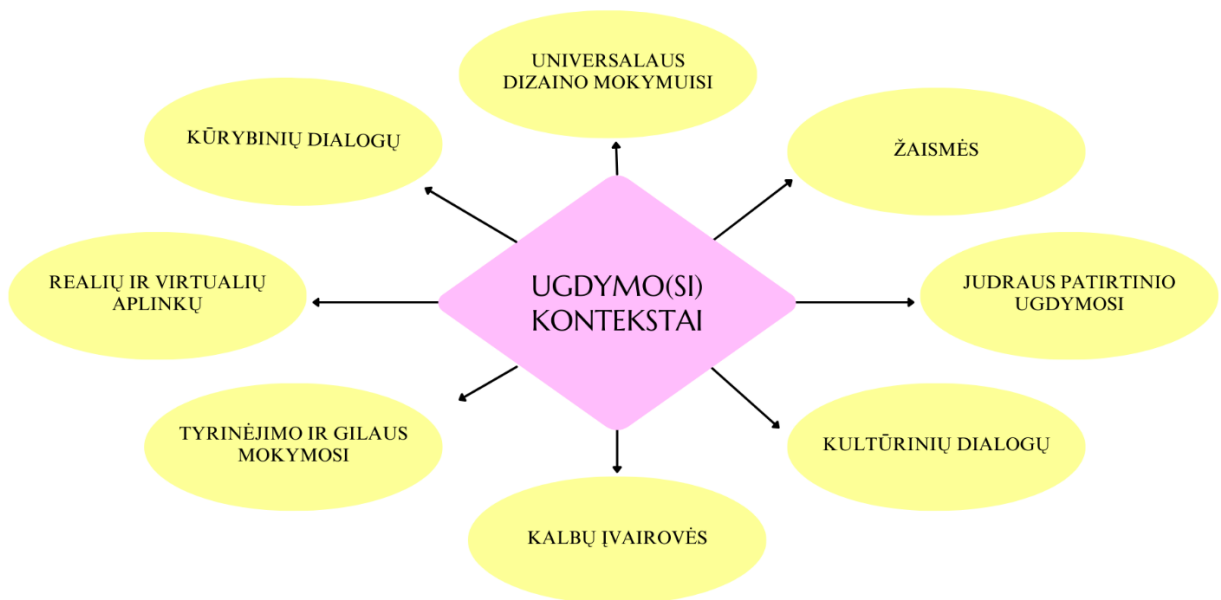 UNIVERSALAUS
DIZAINO MOKYMUISI
KŪRYBINIŲ DIALOGŲ
ŽAISMĖS
REALIŲ IR VIRTUALIŲ
APLINKŲ
UGDYMO(SI)
KONTEKSTAI
JUDRAUS PATIRTINIO
UGDYMOSI
TYRINĖJIMO IR GILAUS
MOKYMOSI
KULTŪRINIŲ DIALOGŲ
KALBŲ ĮVAIROVĖS